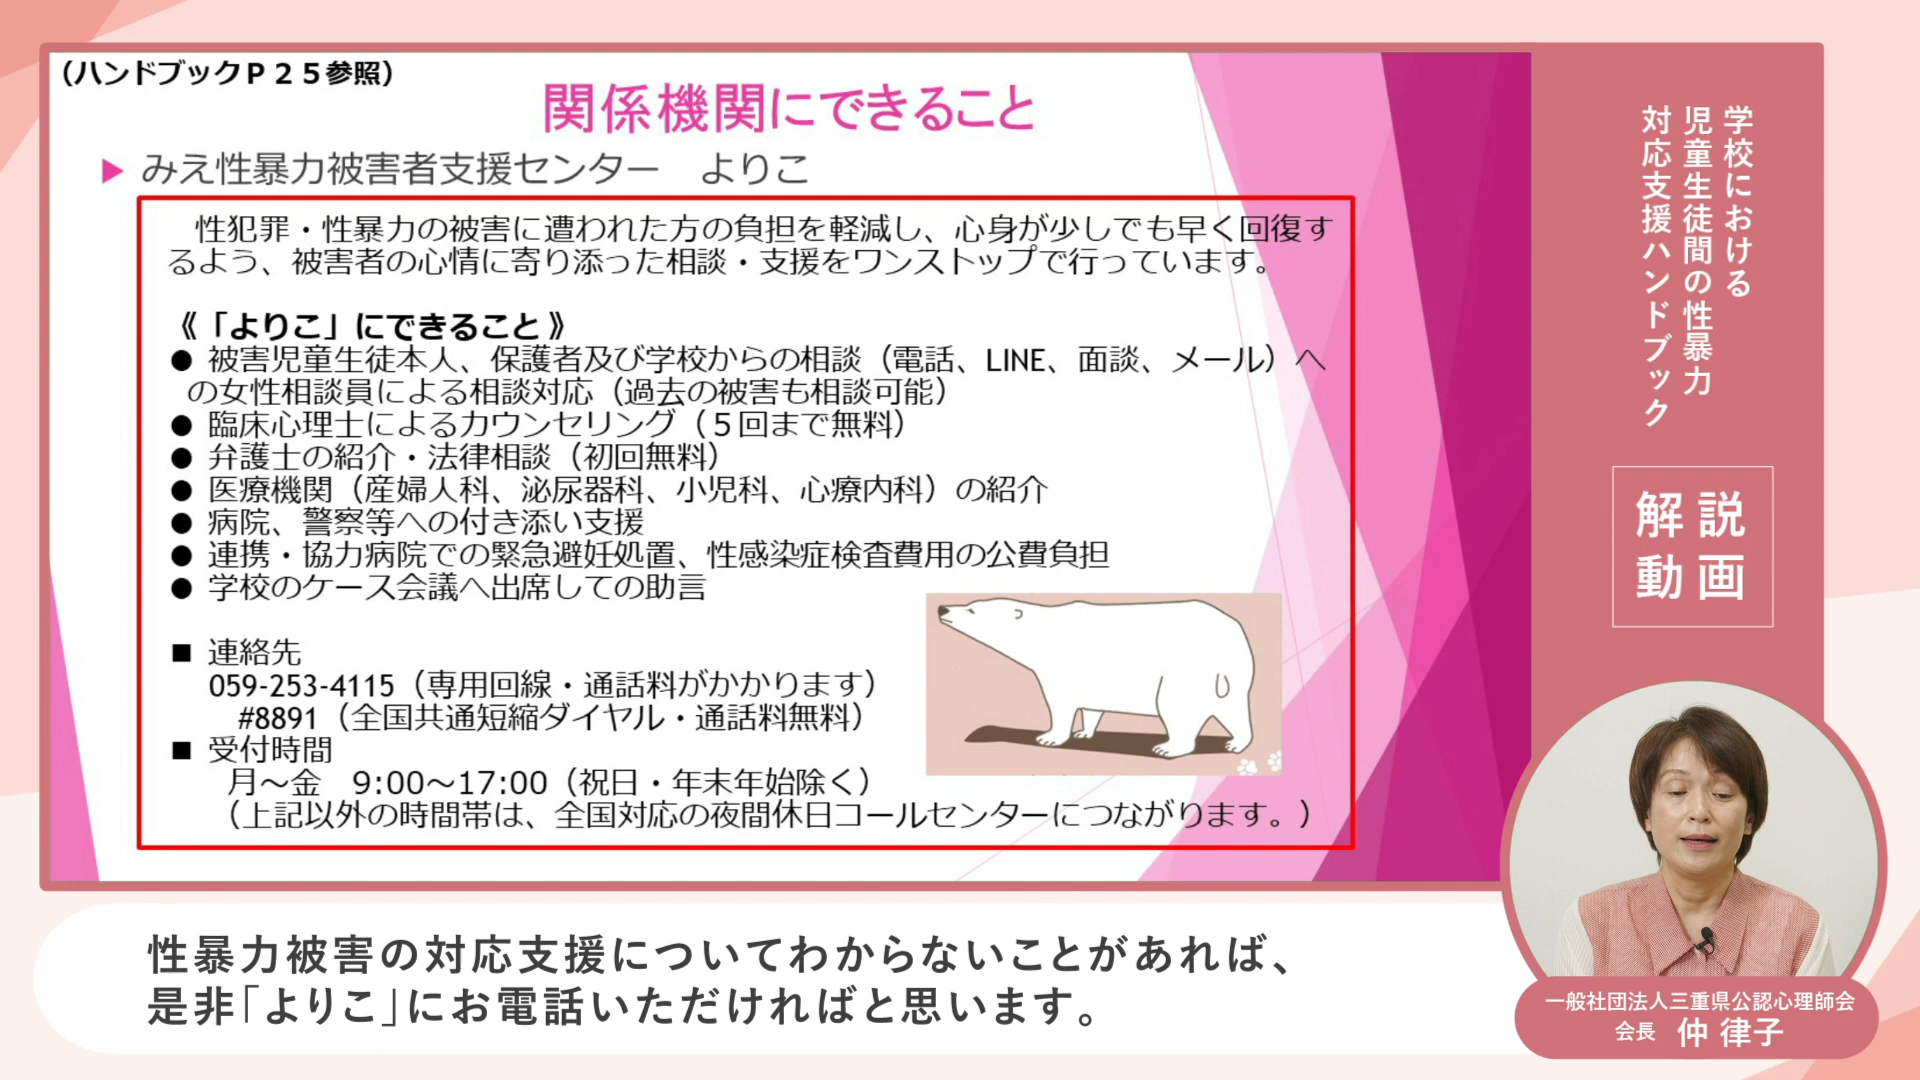 (ハンドブックP25参照)
関係機関にできること
▶ みえ性暴力被害者支援センター　よりこ
性犯罪・性暴力の被害に遭われた方の負担を軽減し、心身が少しでも早く回復す
るよう、被害者の心情に寄り添った相談・支援をワンストップで行っています。
《「よりこ」にできること》
● 被害児童生徒本人、保護者及び学校からの相談（電話、LINE、面談、メール）へ
の女性相談員による相談対応（過去の被害も相談可能）
● 臨床心理士によるカウンセリング（５回まで無料）
● 弁護士の紹介・法律相談（初回無料）
● 医療機関（産婦人科、泌尿器科、小児科、心療内科）の紹介
● 病院、警察等への付き添い支援
● 連携・協力病院での緊急避妊処置、性感染症検査費用の公費負担
● 学校のケース会議へ出席しての助言
■ 連絡先
059-253-4115（専用回線・通話料がかかります）
#8891（全国共通短縮ダイヤル・通話料無料）
■ 受付時間
月～金　9:00～17:00（祝日・年末年始除く）
（上記以外の時間帯は、全国対応の夜間休日コールセンターにつながります。）
学校における
児童生徒間の性暴力
対応支援ハンドブック
解説
動画
性暴力被害の対応支援についてわからないことがあれば、
是非「よりこ」にお電話いただければと思います。
一般社団法人三重県公認心理師会
会長　仲 律子